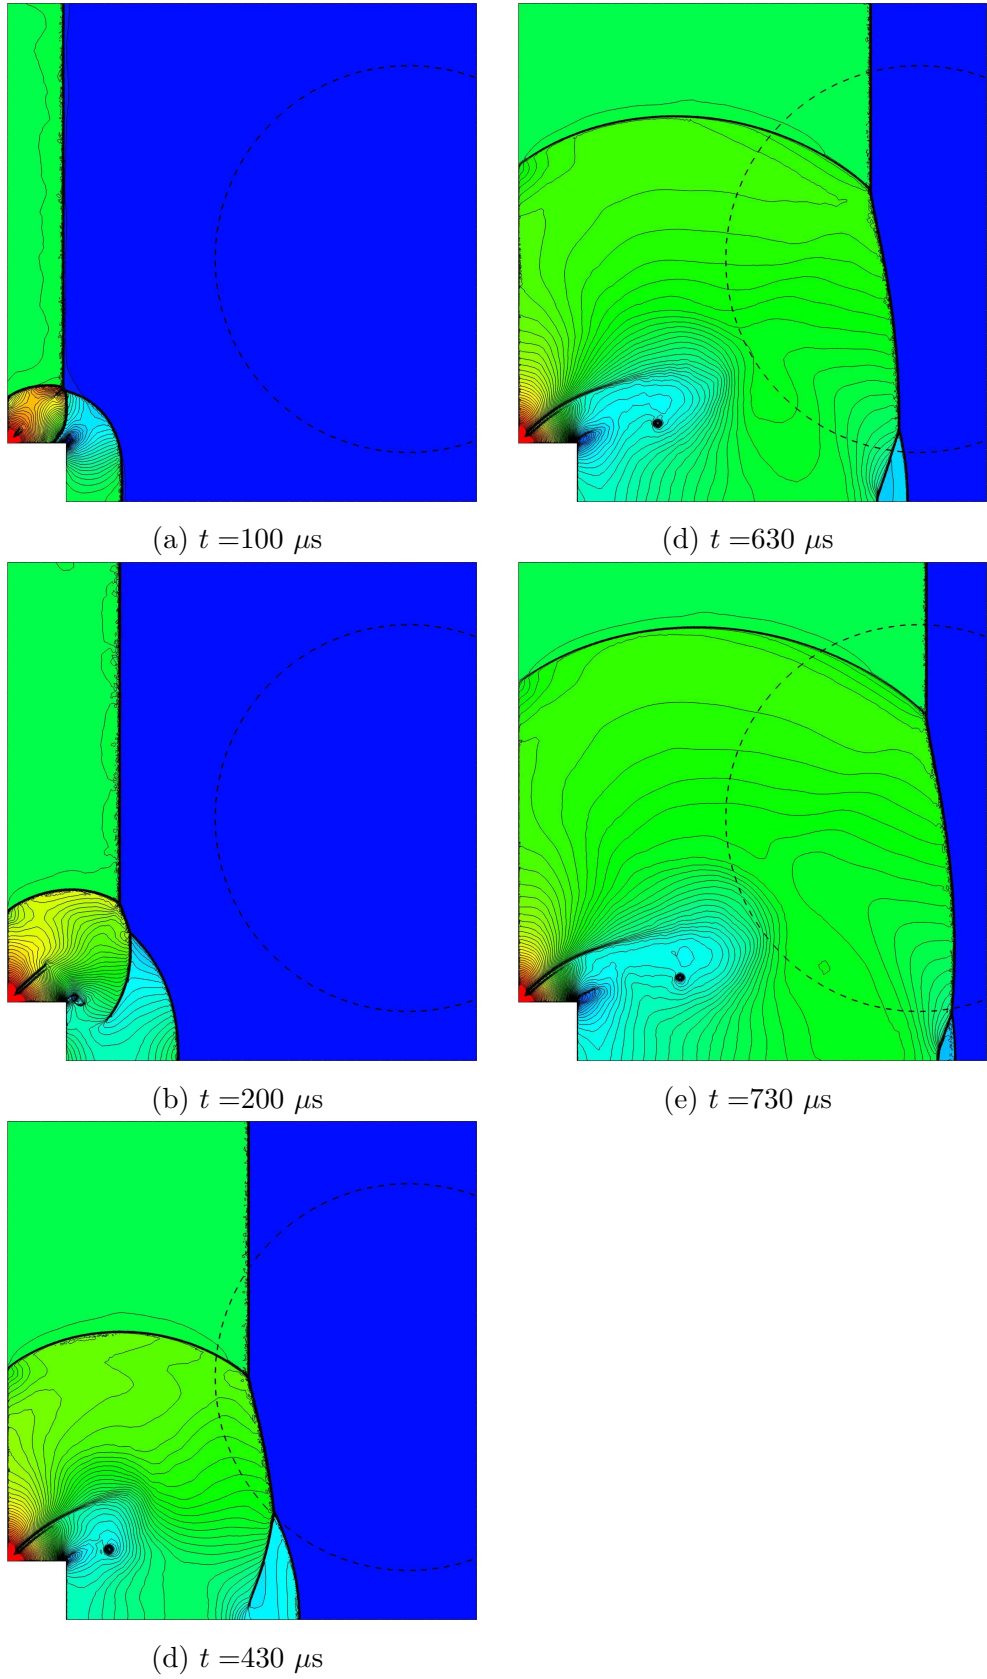 (a) t =100 μs
(b) t =200 μs
(d) t =430 μs
(d) t =630 μs
(e) t =730 μs